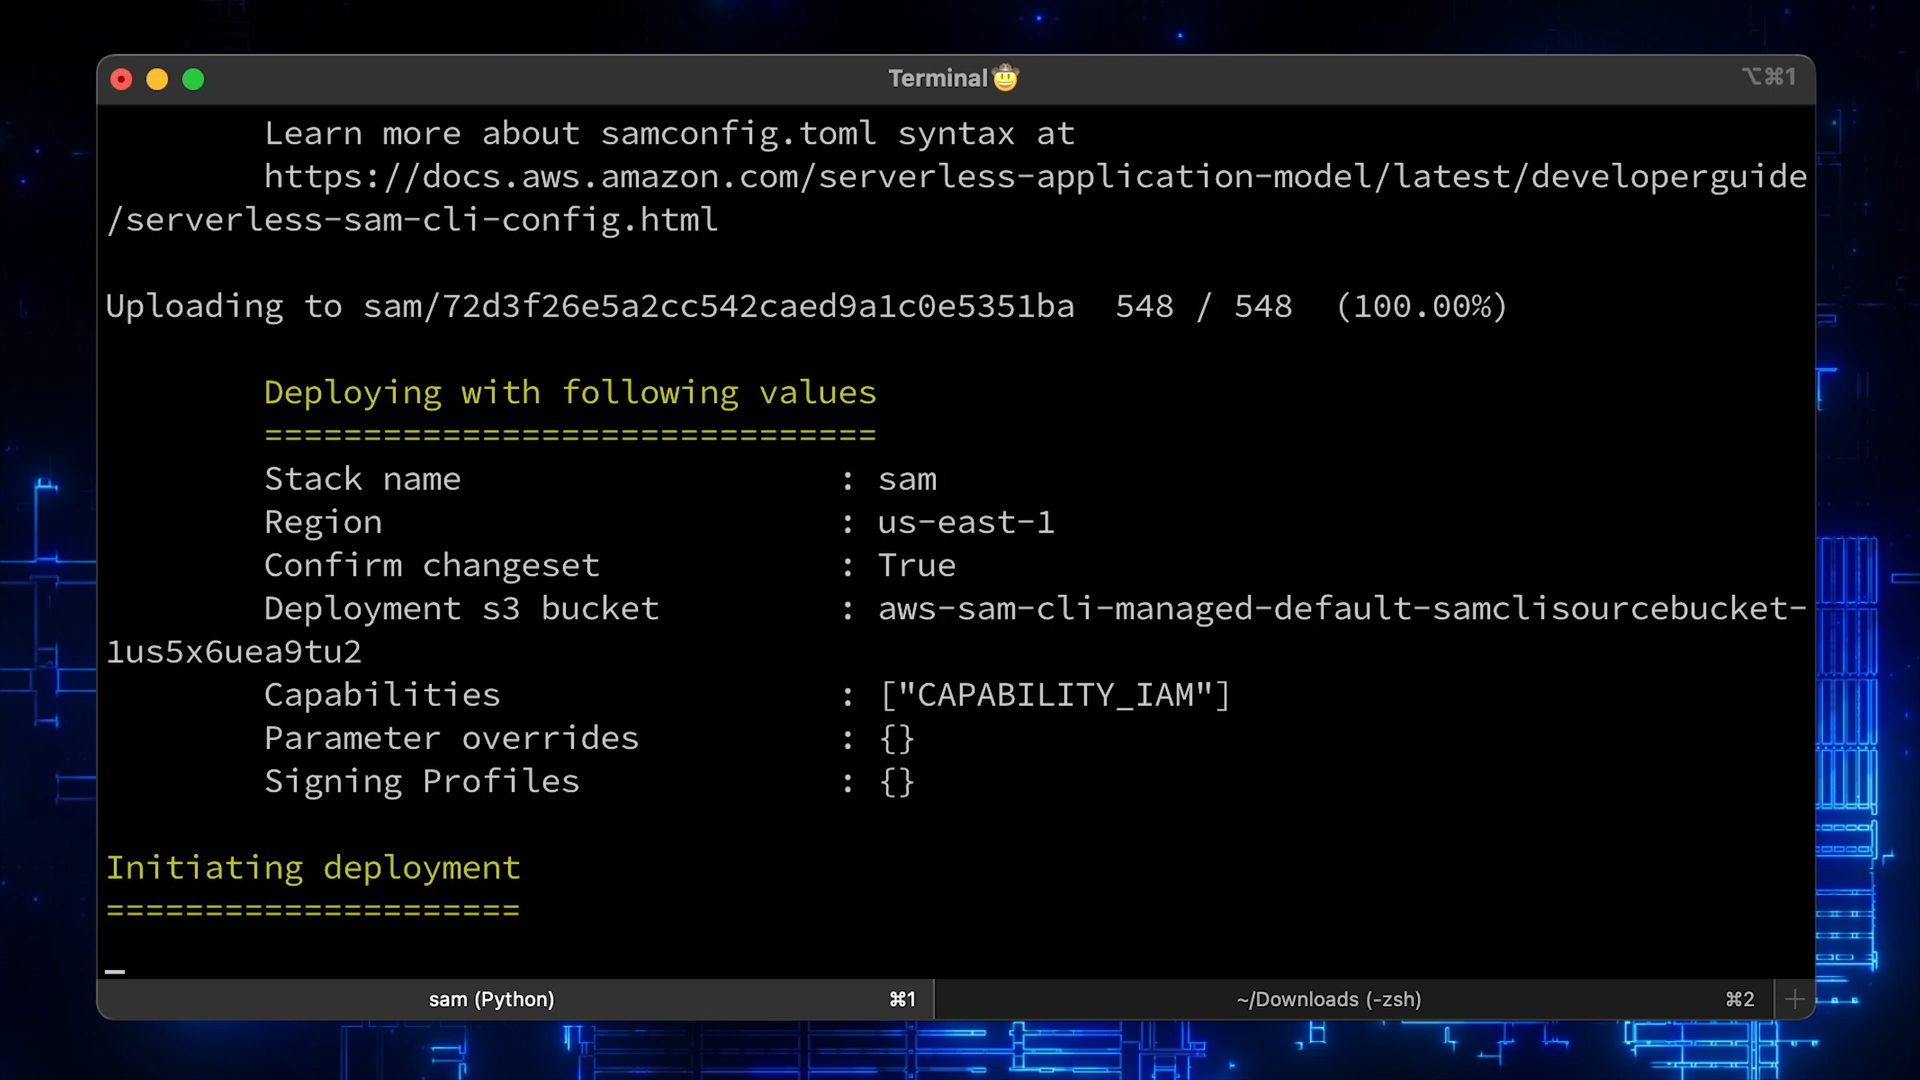 Terminal🤠
⌥⌘1
Learn more about samconfig.toml syntax at
https://docs.aws.amazon.com/serverless-application-model/latest/developerguide
/serverless-sam-cli-config.html
Uploading to sam/72d3f26e5a2cc542caed9a1c0e5351ba 548 / 548 (100.00%)
Deploying with following values
===============================
Stack name : sam
Region : us-east-1
Confirm changeset : True
Deployment s3 bucket : aws-sam-cli-managed-default-samclisourcebucket-
1us5x6uea9tu2
Capabilities : ["CAPABILITY_IAM"]
Parameter overrides : {}
Signing Profiles : {}
Initiating deployment
=====================
sam (Python) ⌘1
~/Downloads (-zsh) ⌘2